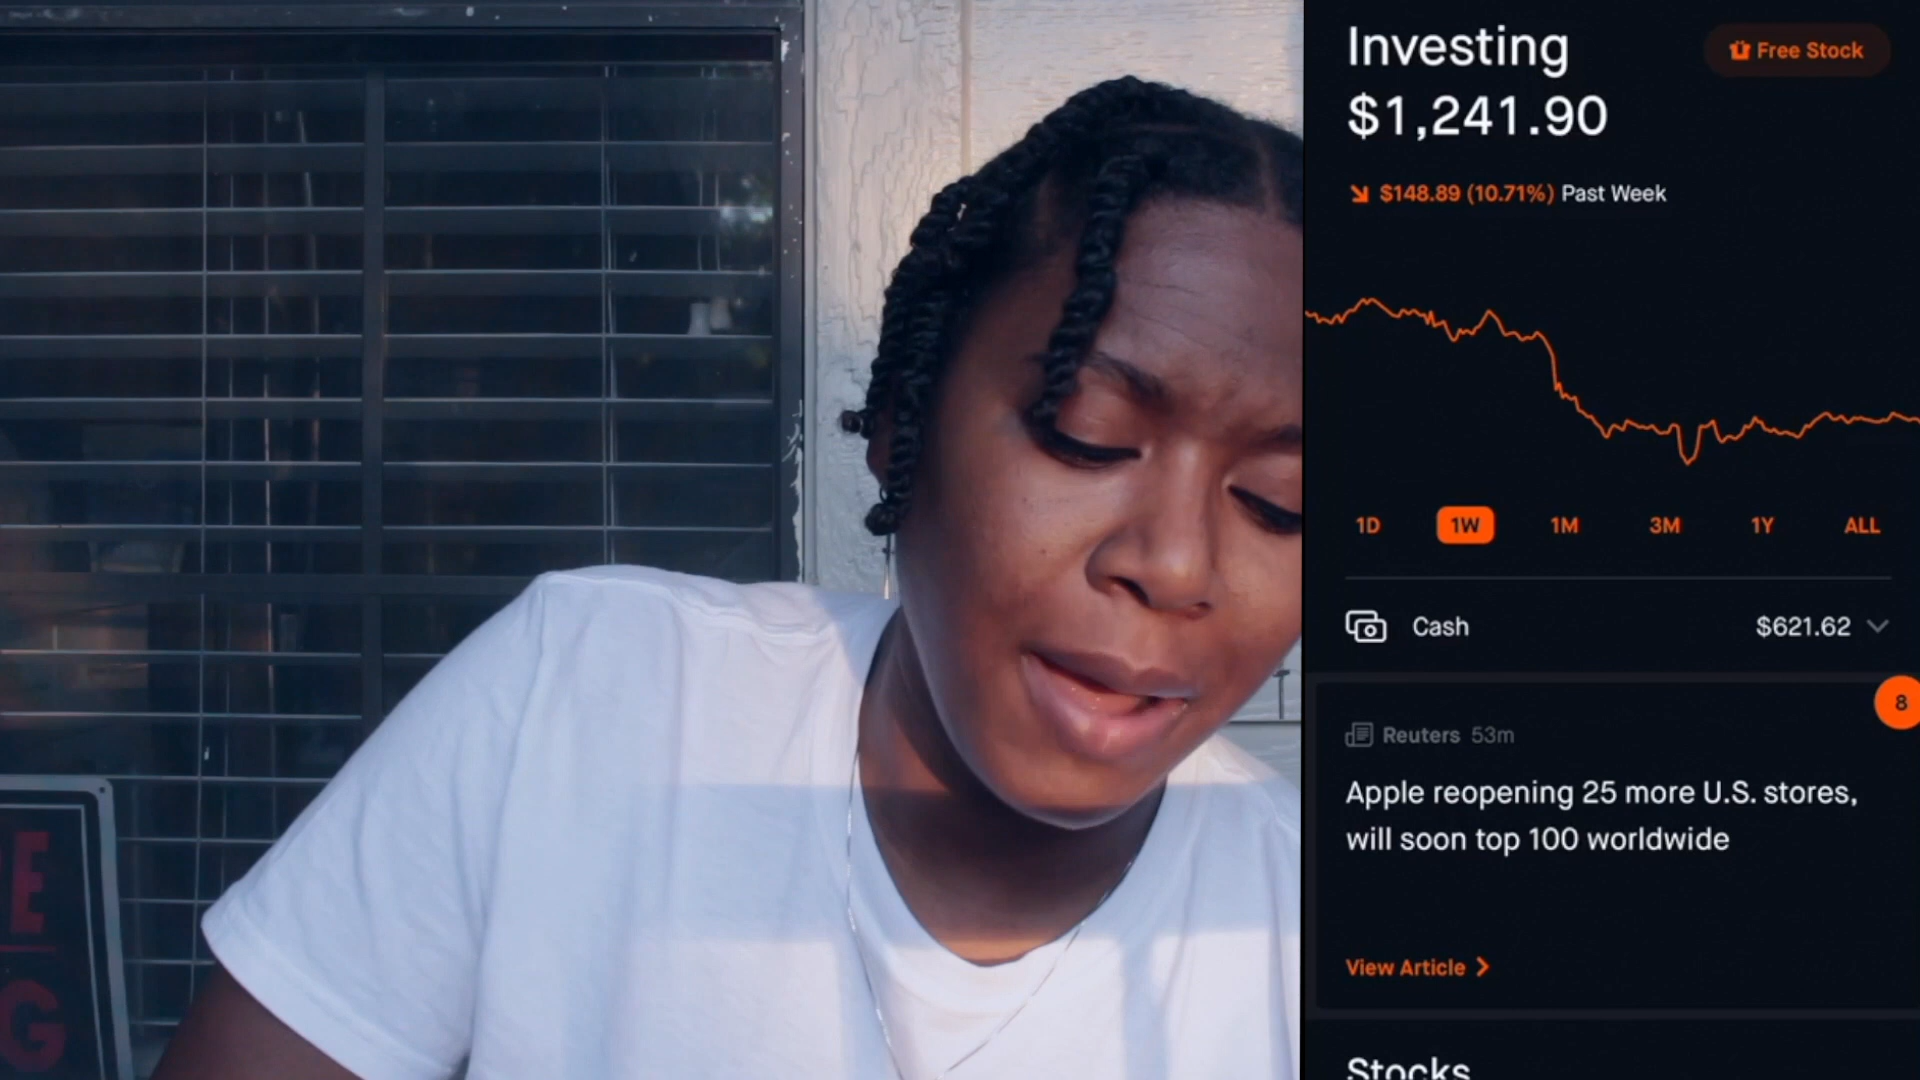 Investing
Free Stock
$1,241.90
$148.89 (10.71%) Past Week
1D
1W
1M
3M
1Y
ALL
Cash
$621.62
8
Reuters 53m
Apple reopening 25 more U.S. stores,
will soon top 100 worldwide
View Article
Stocks
E
G